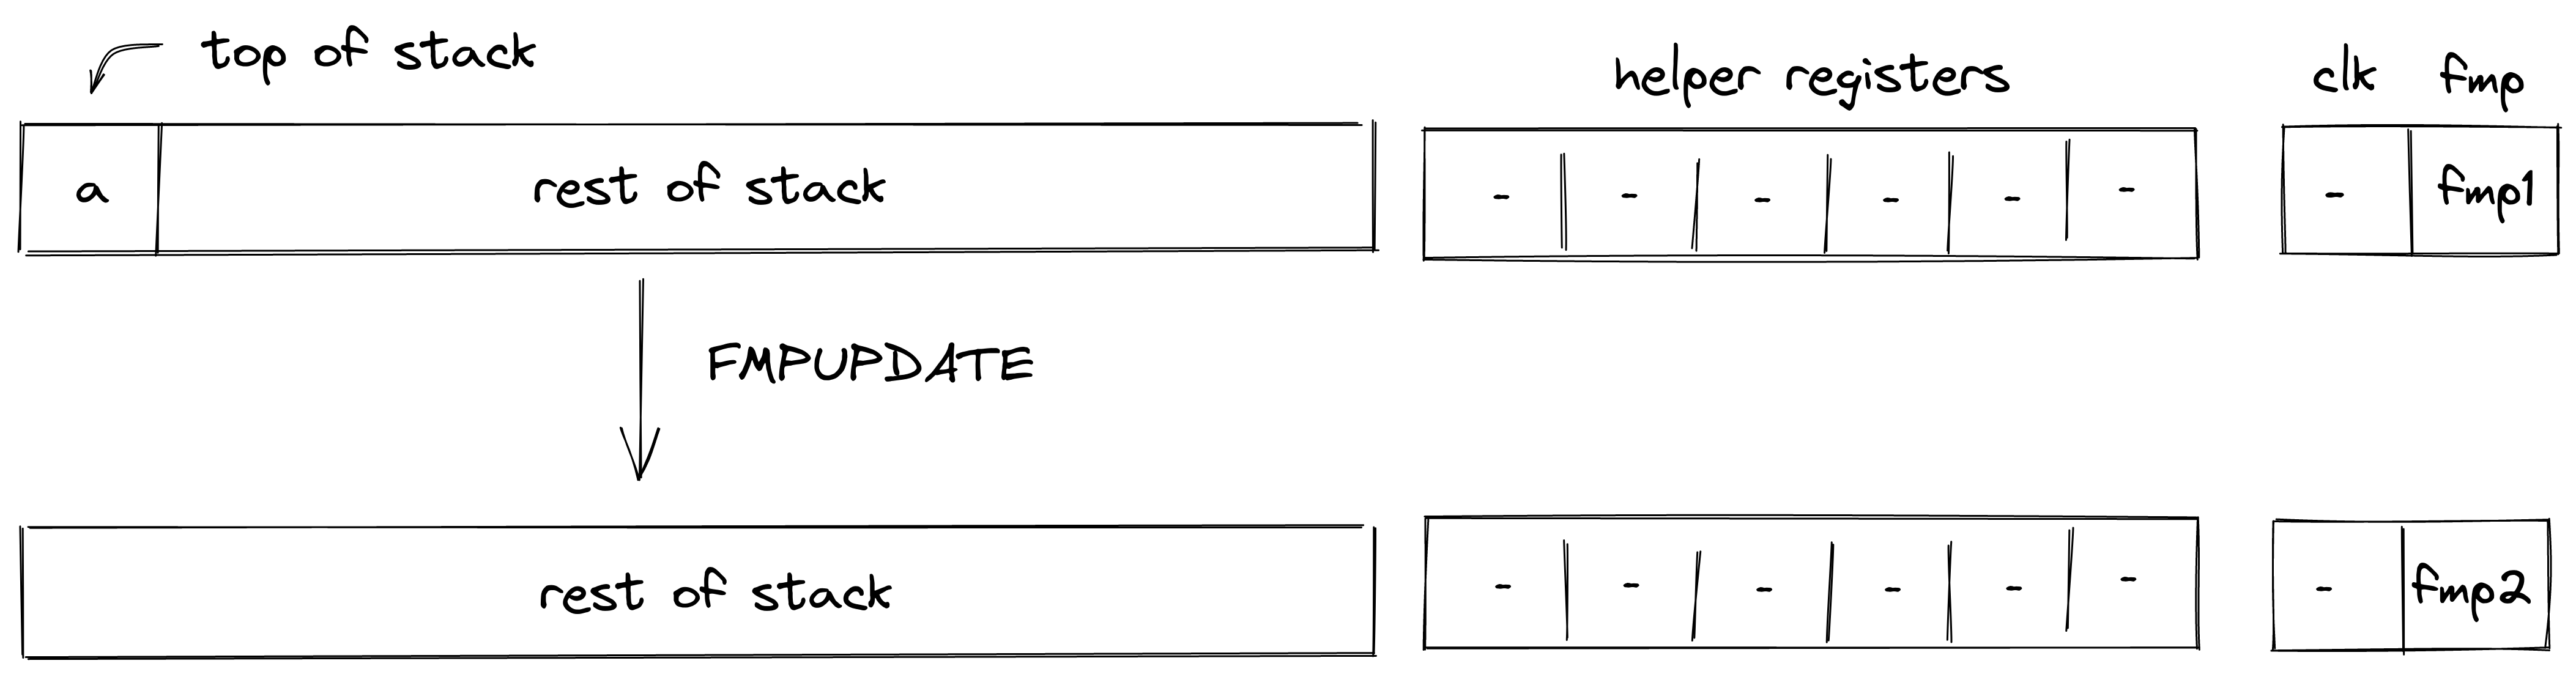 top of stack
helper registers
clk fmp
a rest of stack - - - - - - - fmp1
FMPUPDATE
rest of stack - - - - - - - fmp2